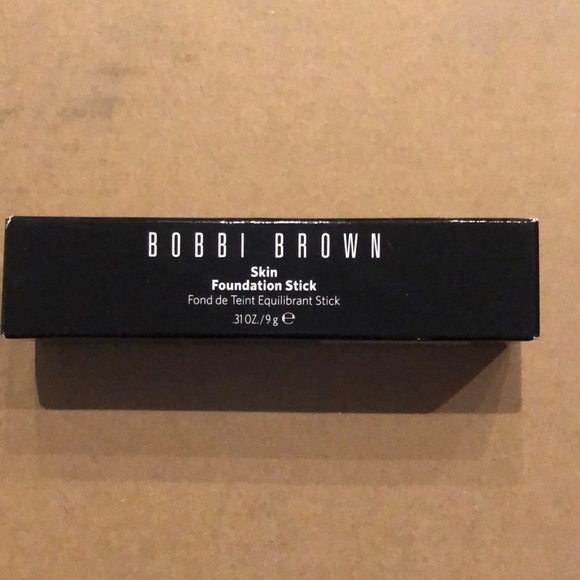 BOBBI BROWN
Skin
Foundation Stick
Fond de Teint Equilibrant Stick
.31 OZ./9 g ℮